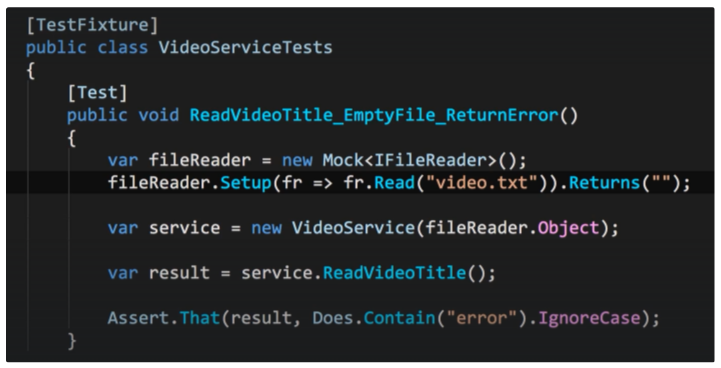 [TestFixture]
public class VideoServiceTests
{
[Test]
public void ReadVideoTitle_EmptyFile_ReturnError()
{
var fileReader = new Mock<IFileReader>();
fileReader.Setup(fr => fr.Read("video.txt")).Returns("");
var service = new VideoService(fileReader.Object);
var result = service.ReadVideoTitle();
Assert.That(result, Does.Contain("error").IgnoreCase);
}